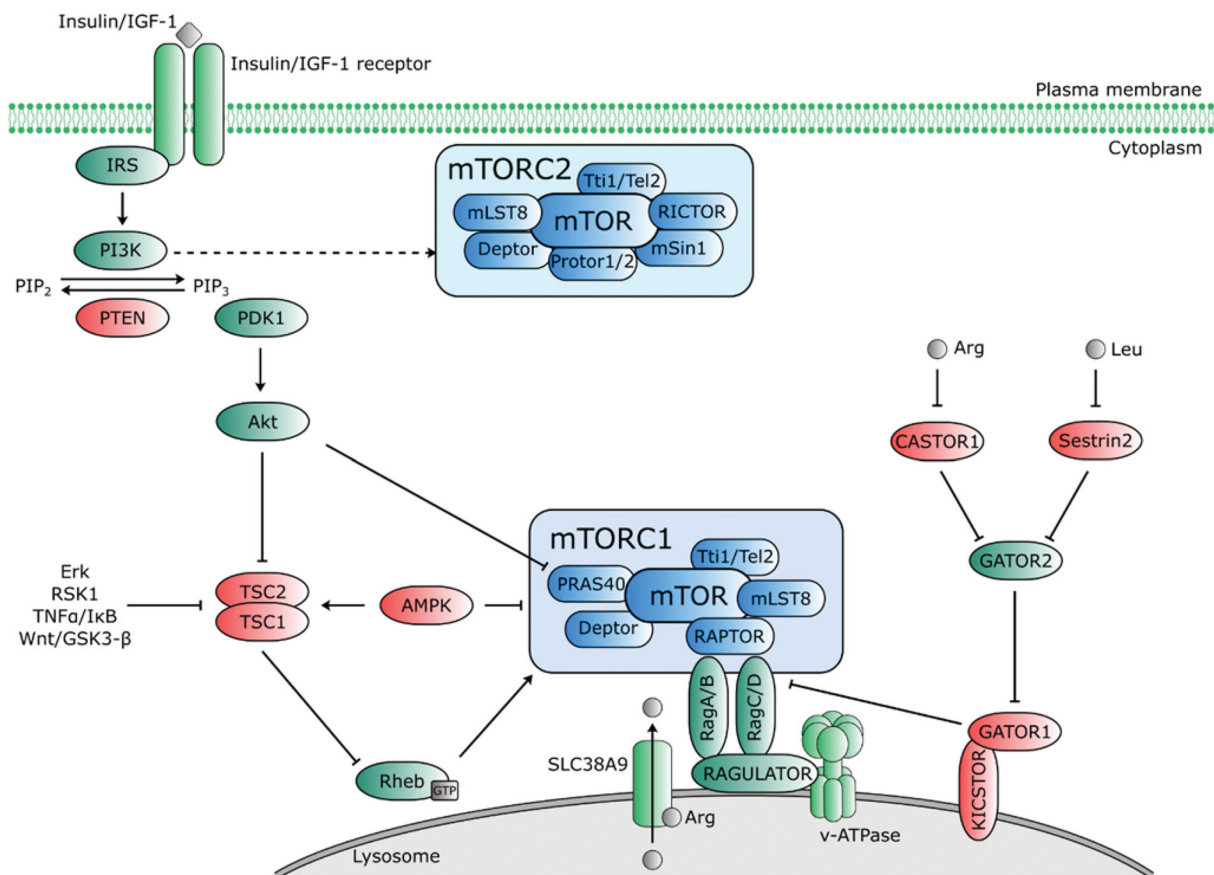 Insulin/IGF-1
Insulin/IGF-1 receptor
Plasma membrane
Cytoplasm
IRS
PI3K
PIP₂
PIP₃
PTEN
PDK1
Akt
mTORC2
Tti1/Tel2
mLST8
mTOR
RICTOR
Deptor
Protor1/2
mSin1
Arg
Leu
CASTOR1
Sestrin2
GATOR2
Erk
RSK1
TNFα/IκB
Wnt/GSK3-β
TSC2
TSC1
AMPK
mTORC1
Tti1/Tel2
PRAS40
mTOR
mLST8
Deptor
RAPTOR
RagA/B
RagC/D
GATOR1
KICSTOR
Rheb
GTP
SLC38A9
RAGULATOR
Arg
v-ATPase
Lysosome